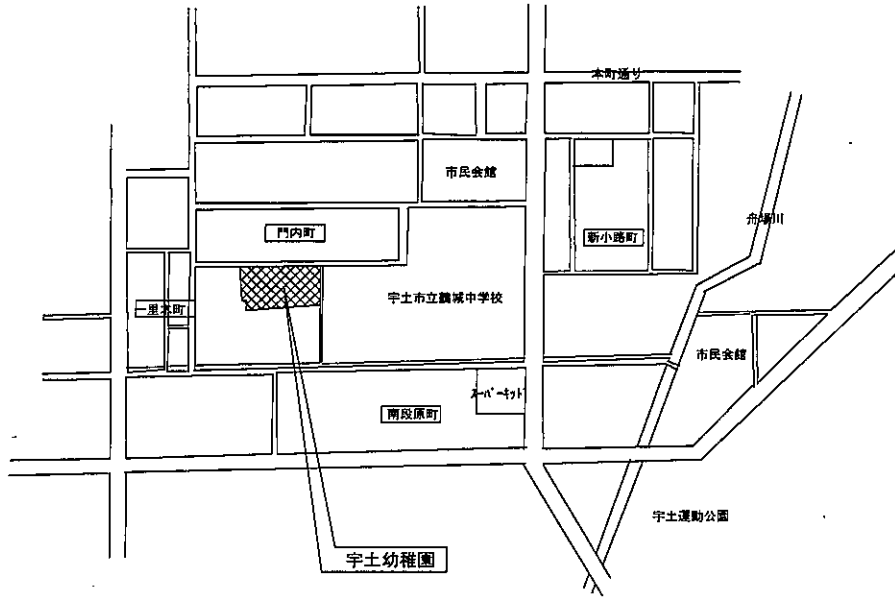 本町通り
市民会館
舟場川
門内町
新小路町
宇土市立鶴城中学校
一里木町
市民会館
スーパーキッド
南段原町
宇土運動公園
宇土幼稚園